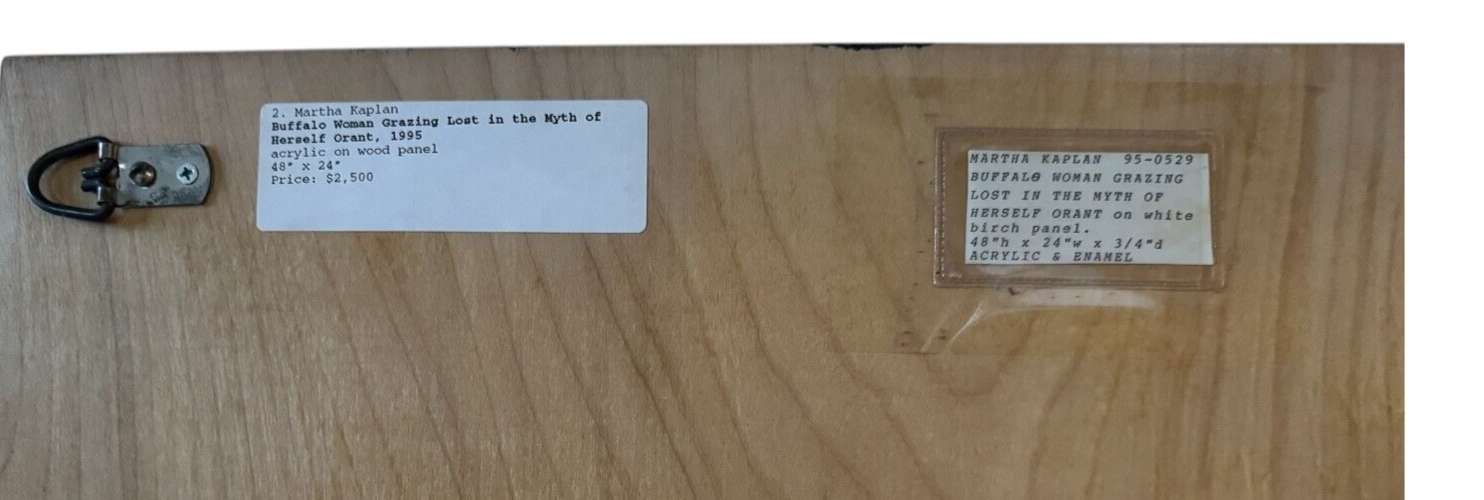 2. Martha Kaplan
Buffalo Woman Grazing Lost in the Myth of
Herself Orant, 1995
acrylic on wood panel
48" x 24"
Price: $2,500
MARTHA KAPLAN 95-0529
BUFFALO WOMAN GRAZING
LOST IN THE MYTH OF
HERSELF ORANT on white
birch panel.
48"h x 24"w x 3/4"d
ACRYLIC & ENAMEL